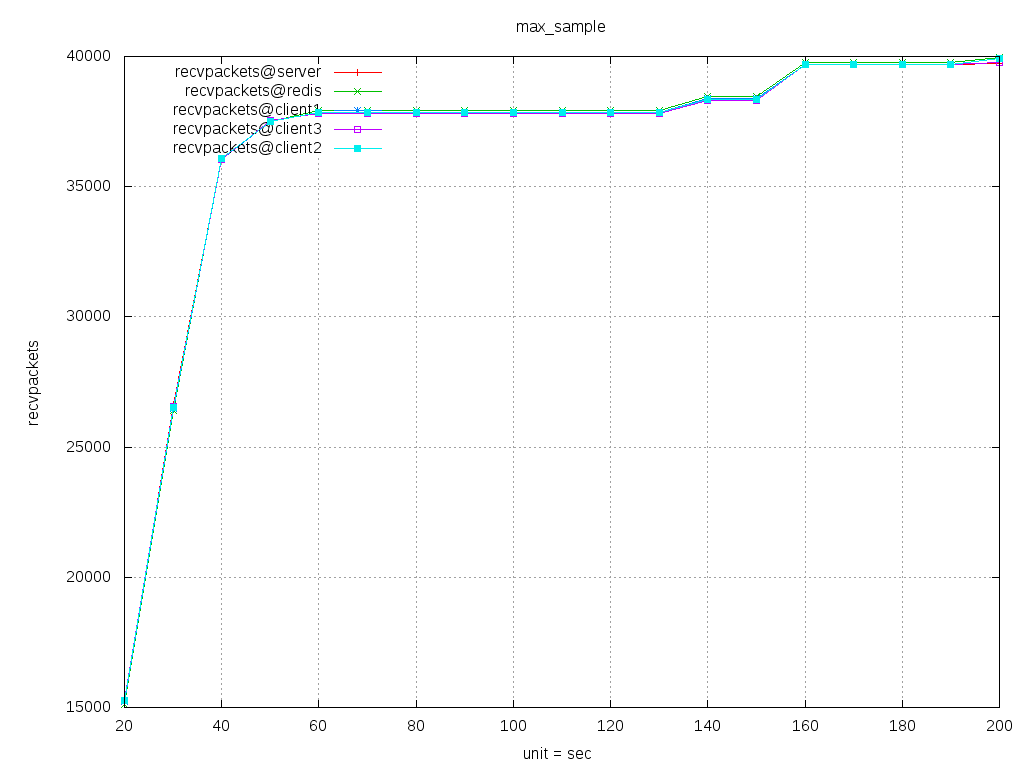 max_sample
40000
35000
30000
25000
20000
15000
recvpackets
recvpackets@server
recvpackets@redis
recvpackets@client1
recvpackets@client3
recvpackets@client2
20 40 60 80 100 120 140 160 180 200
unit = sec